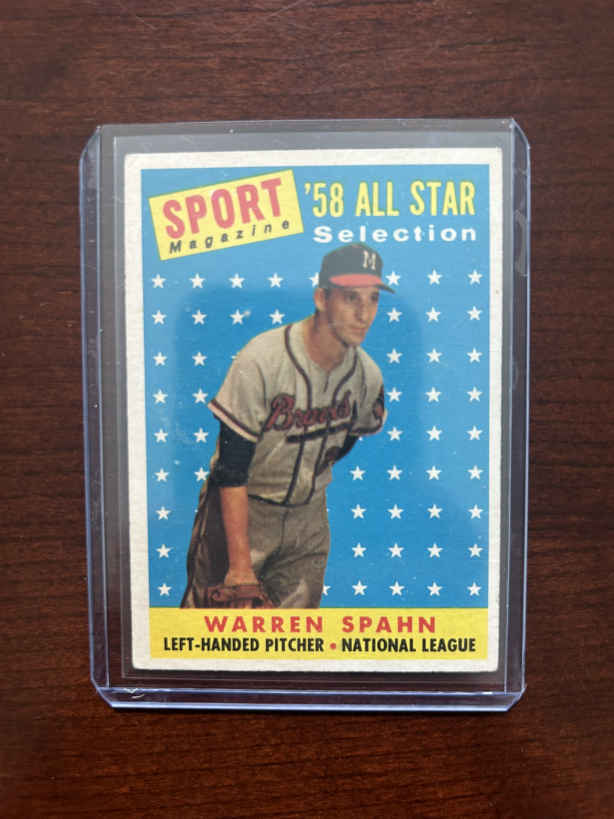 SPORT
Magazine
'58 ALL STAR
Selection
M
Braves
WARREN SPAHN
LEFT-HANDED PITCHER • NATIONAL LEAGUE